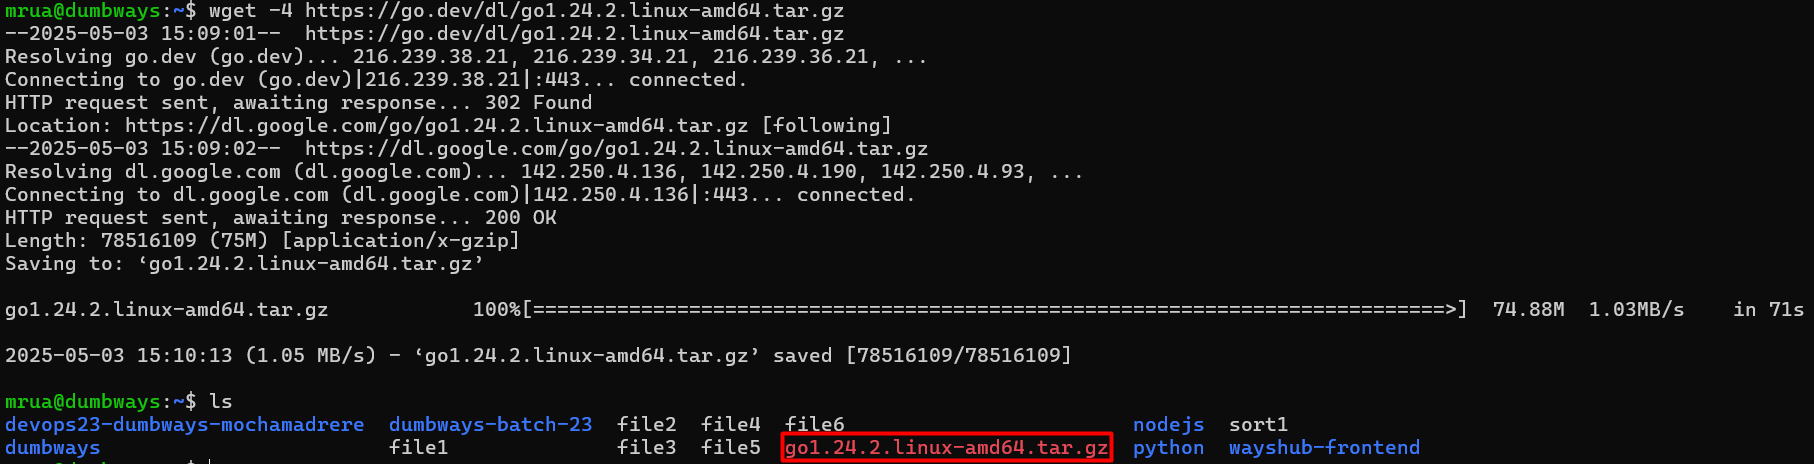 mrua@dumbways:~$ wget -4 https://go.dev/dl/go1.24.2.linux-amd64.tar.gz
--2025-05-03 15:09:01--  https://go.dev/dl/go1.24.2.linux-amd64.tar.gz
Resolving go.dev (go.dev)... 216.239.38.21, 216.239.34.21, 216.239.36.21, ...
Connecting to go.dev (go.dev)|216.239.38.21|:443... connected.
HTTP request sent, awaiting response... 302 Found
Location: https://dl.google.com/go/go1.24.2.linux-amd64.tar.gz [following]
--2025-05-03 15:09:02--  https://dl.google.com/go/go1.24.2.linux-amd64.tar.gz
Resolving dl.google.com (dl.google.com)... 142.250.4.136, 142.250.4.190, 142.250.4.93, ...
Connecting to dl.google.com (dl.google.com)|142.250.4.136|:443... connected.
HTTP request sent, awaiting response... 200 OK
Length: 78516109 (75M) [application/x-gzip]
Saving to: ‘go1.24.2.linux-amd64.tar.gz’
go1.24.2.linux-amd64.tar.gz            100%[============================================================================>]  74.88M  1.03MB/s    in 71s
2025-05-03 15:10:13 (1.05 MB/s) - ‘go1.24.2.linux-amd64.tar.gz’ saved [78516109/78516109]
mrua@dumbways:~$ ls
devops23-dumbways-mochamadrere  dumbways-batch-23  file2  file4  file6                        nodejs  sort1
dumbways                        file1              file3  file5  go1.24.2.linux-amd64.tar.gz  python  wayshub-frontend